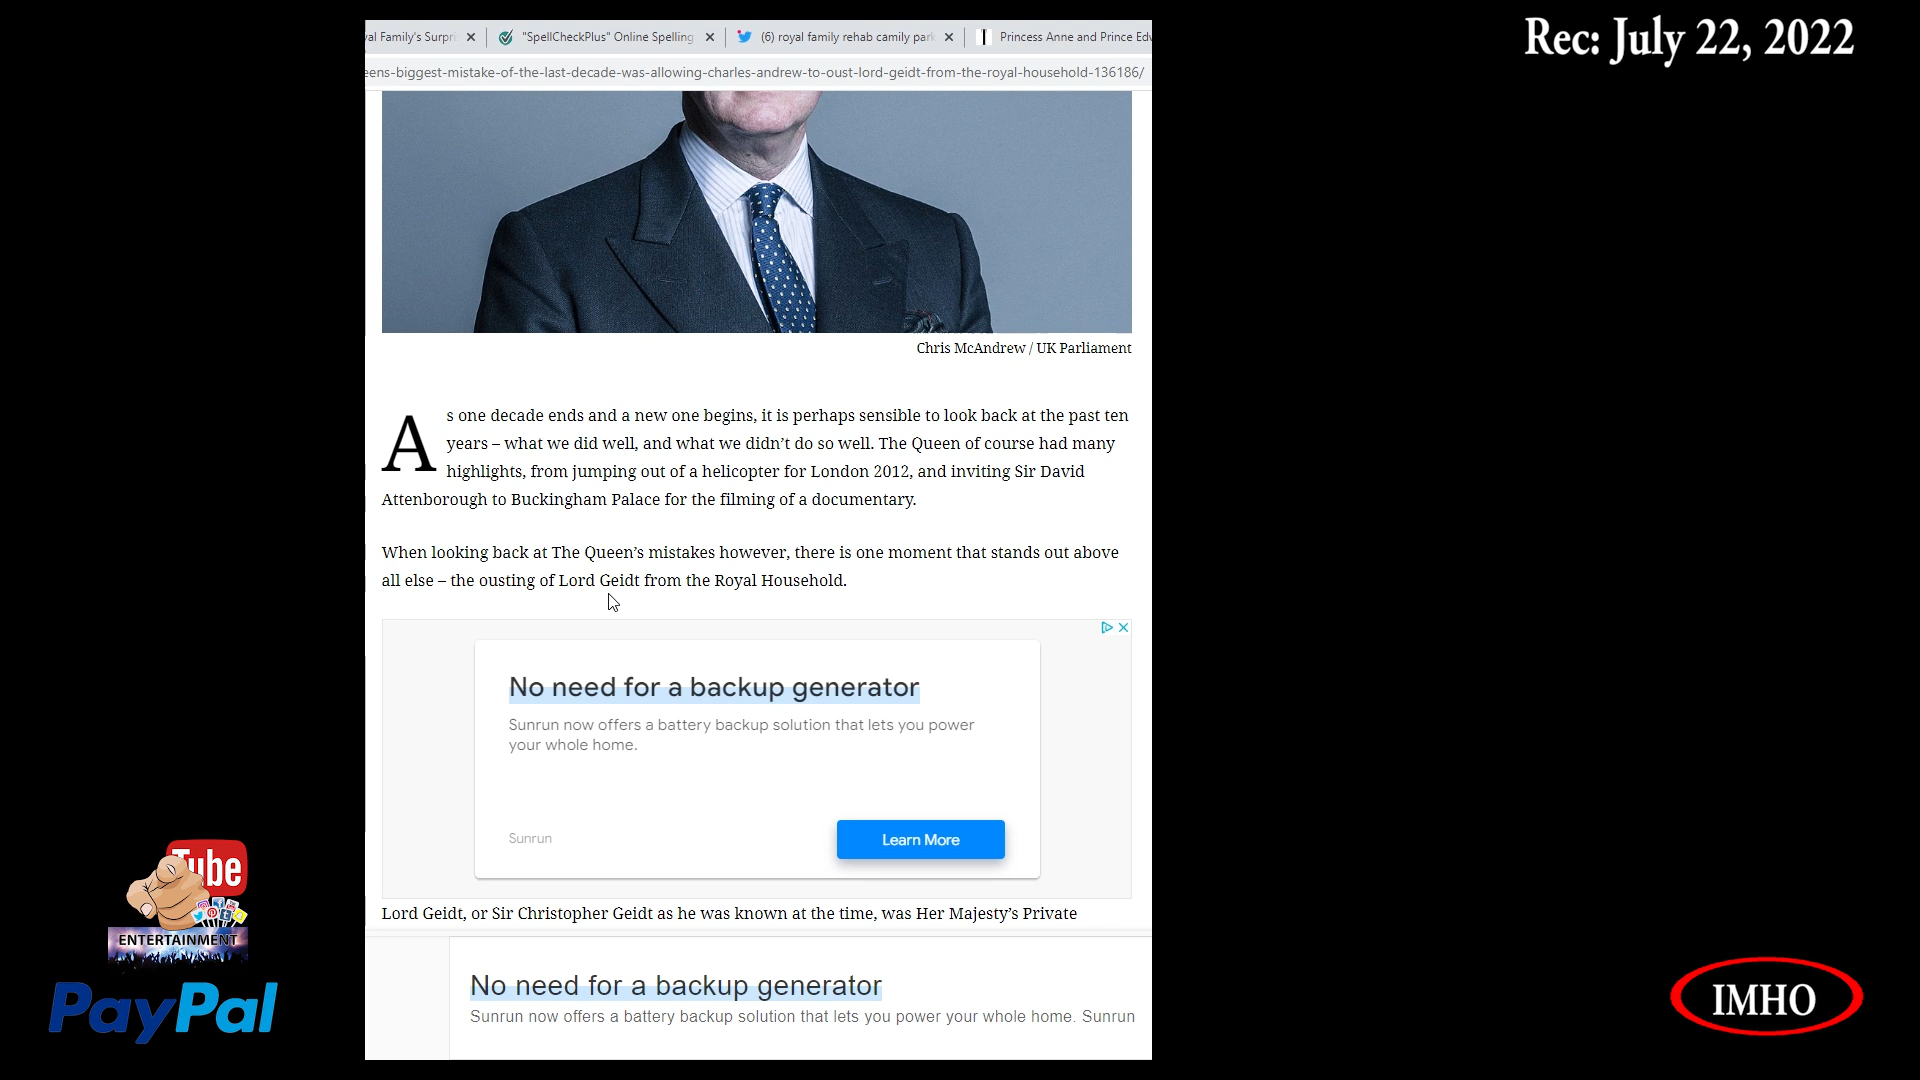 Rec: July 22, 2022
yal Family's Surpri
"SpellCheckPlus" Online Spelling
(6) royal family rehab camily park
Princess Anne and Prince Edw
eens-biggest-mistake-of-the-last-decade-was-allowing-charles-andrew-to-oust-lord-geidt-from-the-royal-household-136186/
Chris McAndrew / UK Parliament
As one decade ends and a new one begins, it is perhaps sensible to look back at the past ten
years – what we did well, and what we didn't do so well. The Queen of course had many
highlights, from jumping out of a helicopter for London 2012, and inviting Sir David
Attenborough to Buckingham Palace for the filming of a documentary.
When looking back at The Queen's mistakes however, there is one moment that stands out above
all else – the ousting of Lord Geidt from the Royal Household.
No need for a backup generator
Sunrun now offers a battery backup solution that lets you power
your whole home.
Sunrun
Learn More
Lord Geidt, or Sir Christopher Geidt as he was known at the time, was Her Majesty's Private
No need for a backup generator
Sunrun now offers a battery backup solution that lets you power your whole home. Sunrun
Tube
ENTERTAINMENT
PayPal
IMHO